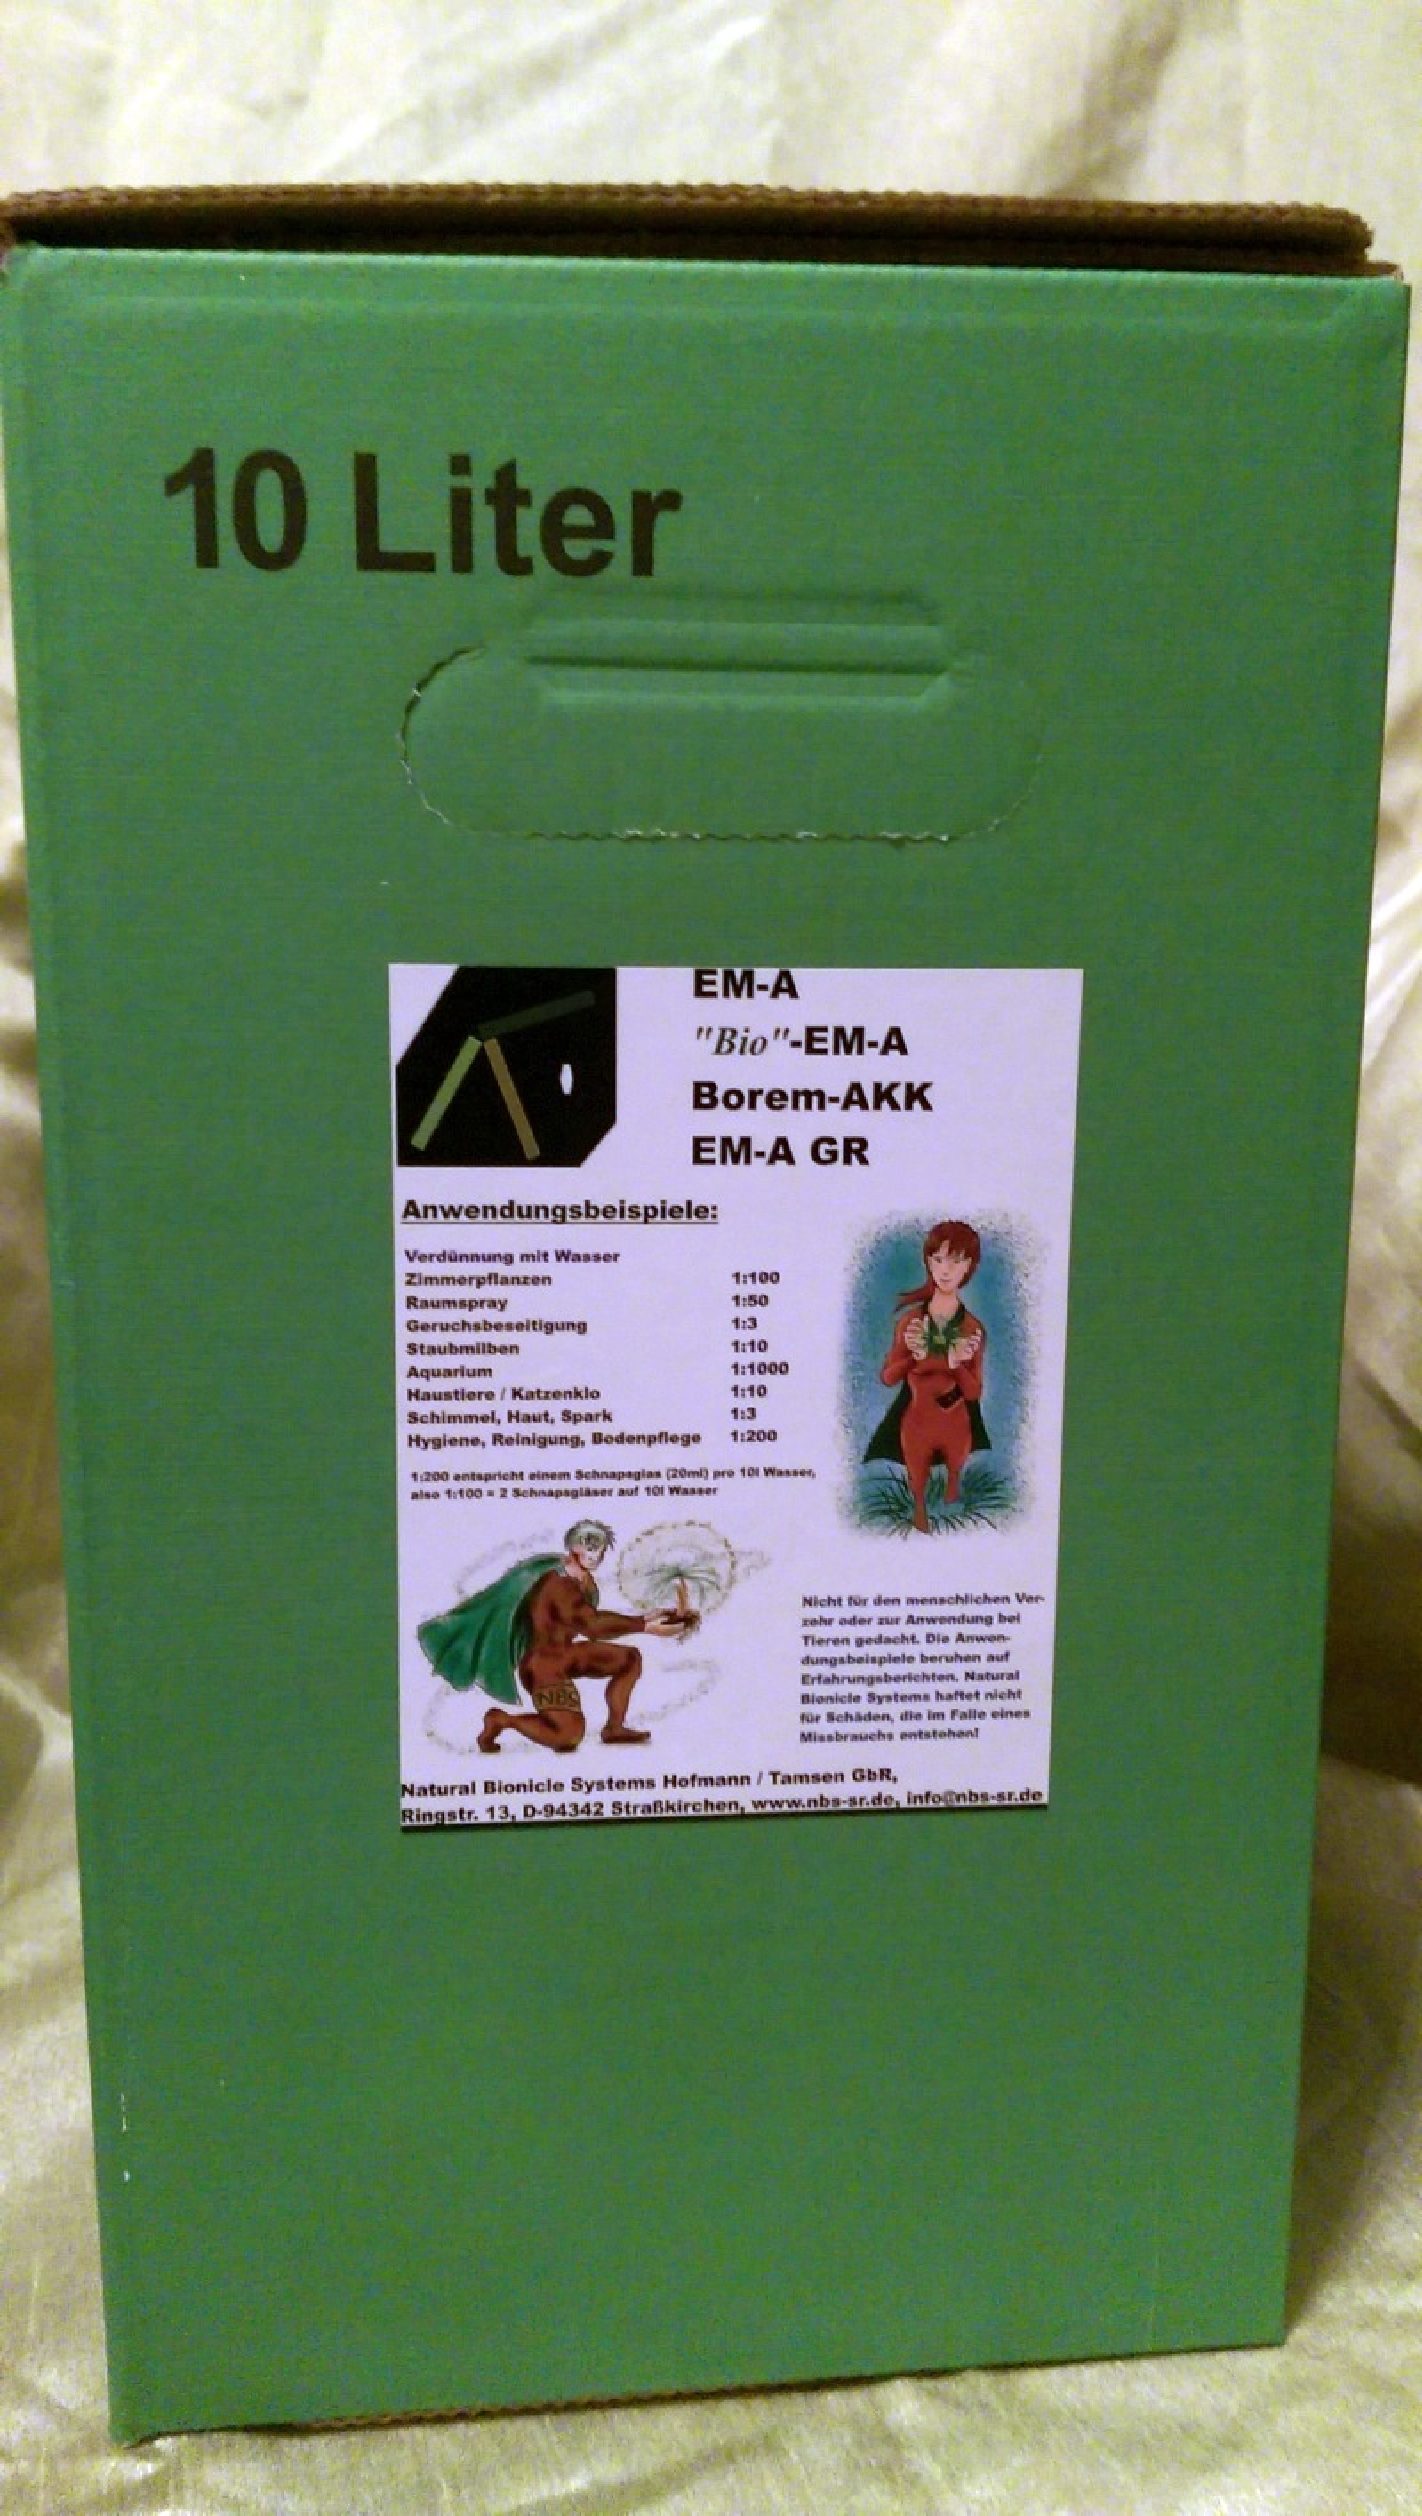 10 Liter
EM-A
"Bio"-EM-A
Borem-AKK
EM-A GR
Anwendungsbeispiele:
Verdünnung mit Wasser
Zimmerpflanzen 1:100
Raumspray 1:50
Geruchsbeseitigung 1:3
Staubmilben 1:10
Aquarium 1:1000
Haustiere / Katzenklo 1:10
Schimmel, Haut, Spark 1:3
Hygiene, Reinigung, Bodenpflege 1:200
1:200 entspricht einem Schnapsglas (20ml) pro 10l Wasser,
also 1:100 = 2 Schnapsgläser auf 10l Wasser
NBS
Nicht für den menschlichen Ver-
zehr oder zur Anwendung bei
Tieren gedacht. Die Anwen-
dungsbeispiele beruhen auf
Erfahrungsberichten. Natural
Bionicle Systems haftet nicht
für Schäden, die im Falle eines
Missbrauchs entstehen!
Natural Bionicle Systems Hofmann / Tamsen GbR,
Ringstr. 13, D-94342 Straßkirchen, www.nbs-sr.de, info@nbs-sr.de